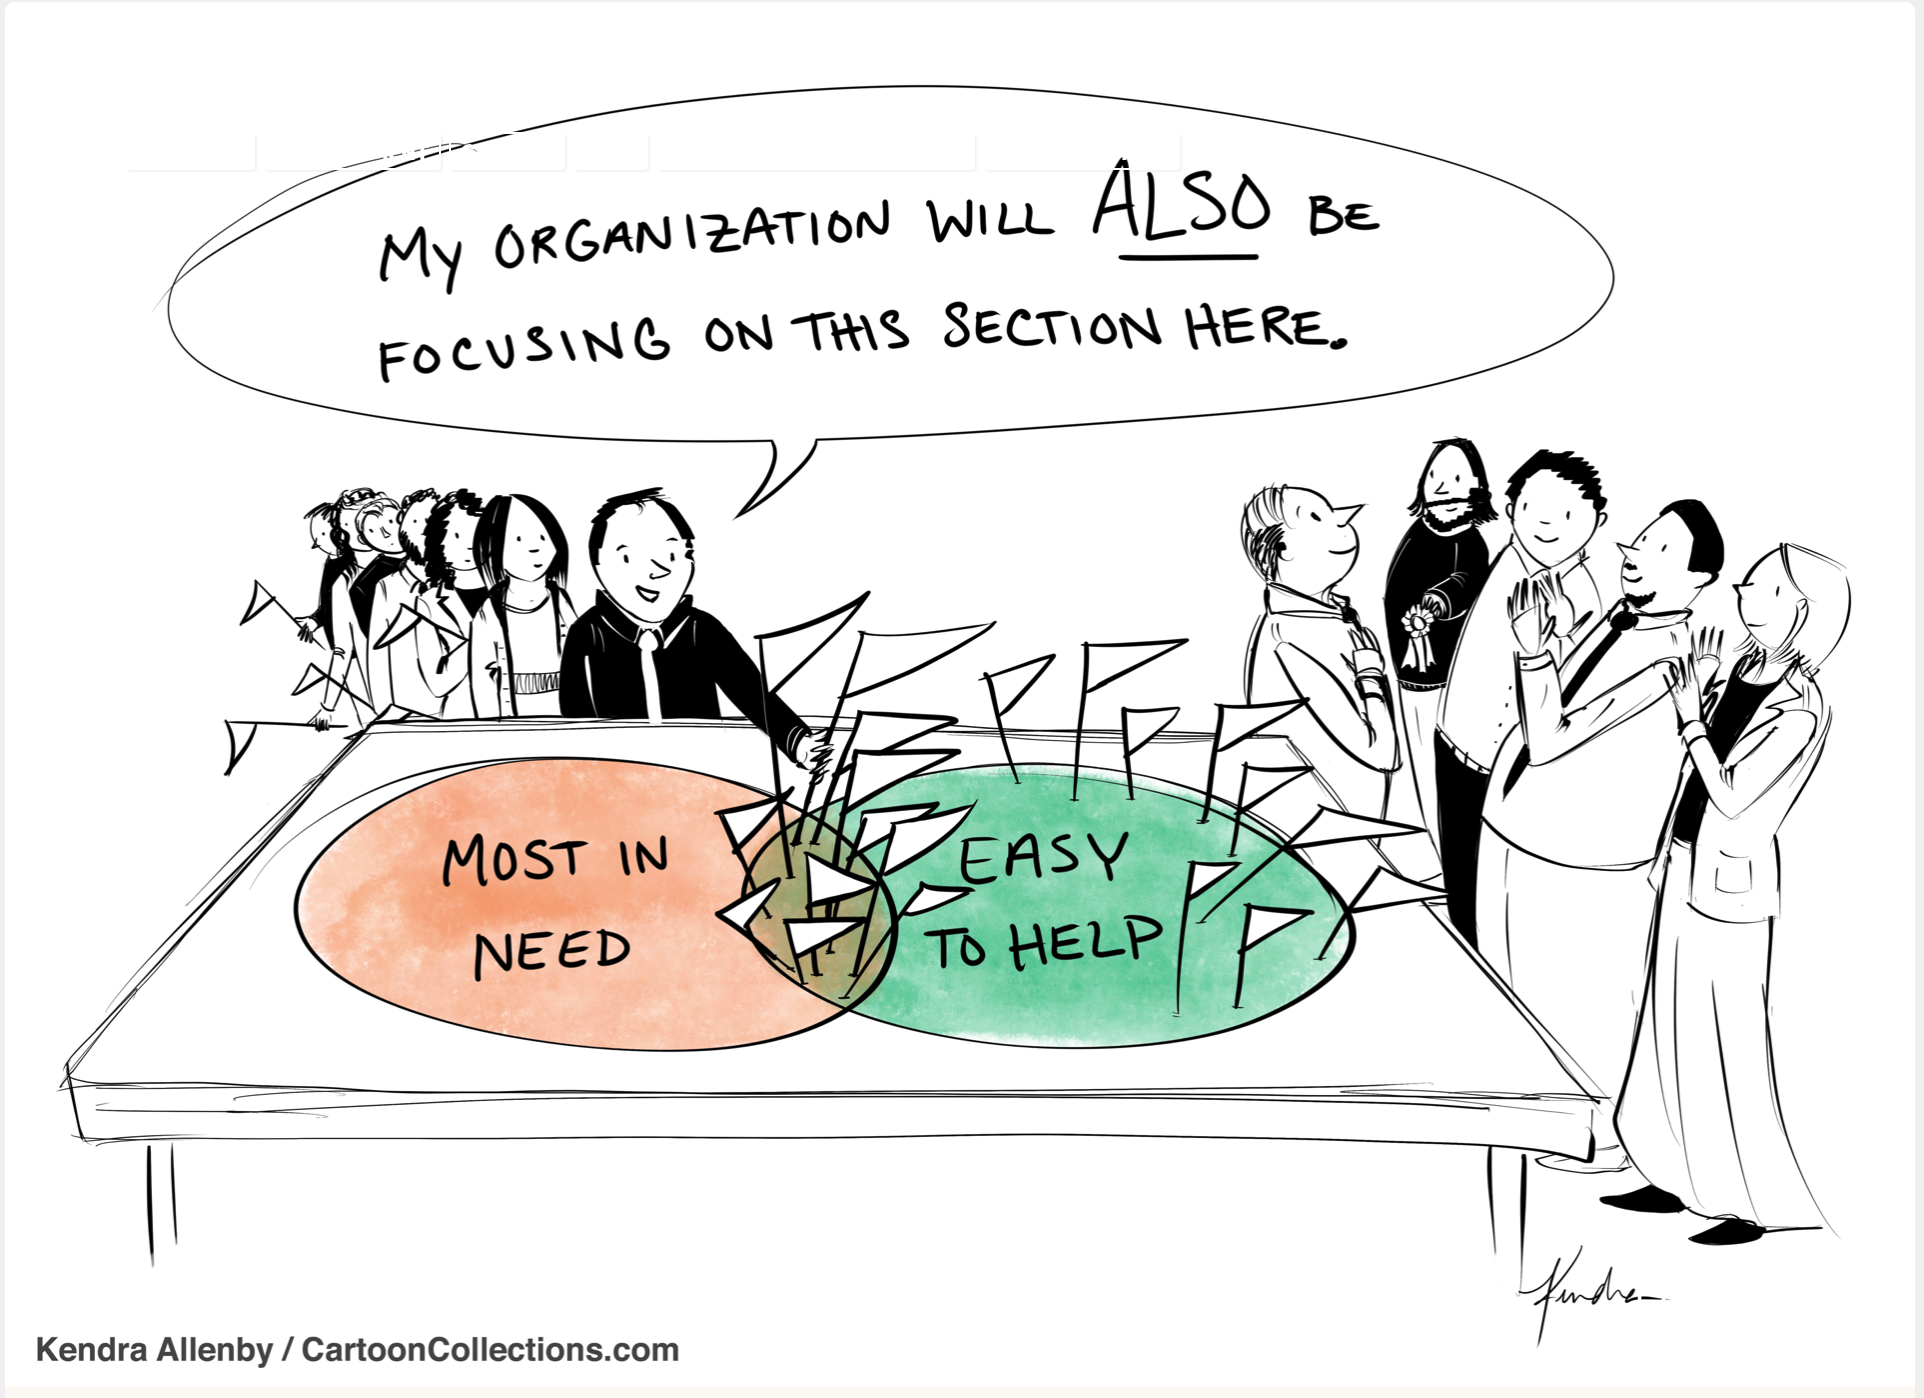 MY ORGANIZATION WILL ALSO BE
FOCUSING ON THIS SECTION HERE.
MOST IN
NEED
EASY
TO HELP
Kendra
Kendra Allenby / CartoonCollections.com